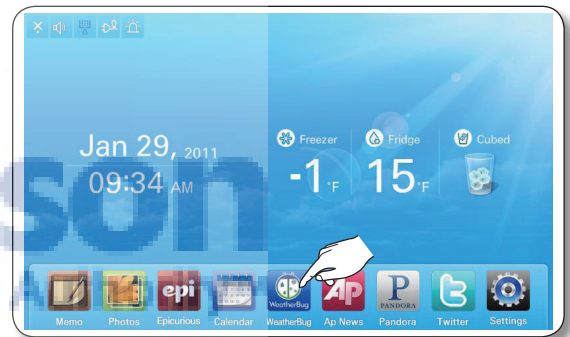 Freezer Fridge Cubed
Jan 29, 2011
-1 °F 15 °F
09:34 AM
son
epi WeatherBug AP P PANDORA
Memo Photos Epicurious Calendar WeatherBug Ap News Pandora Twitter Settings